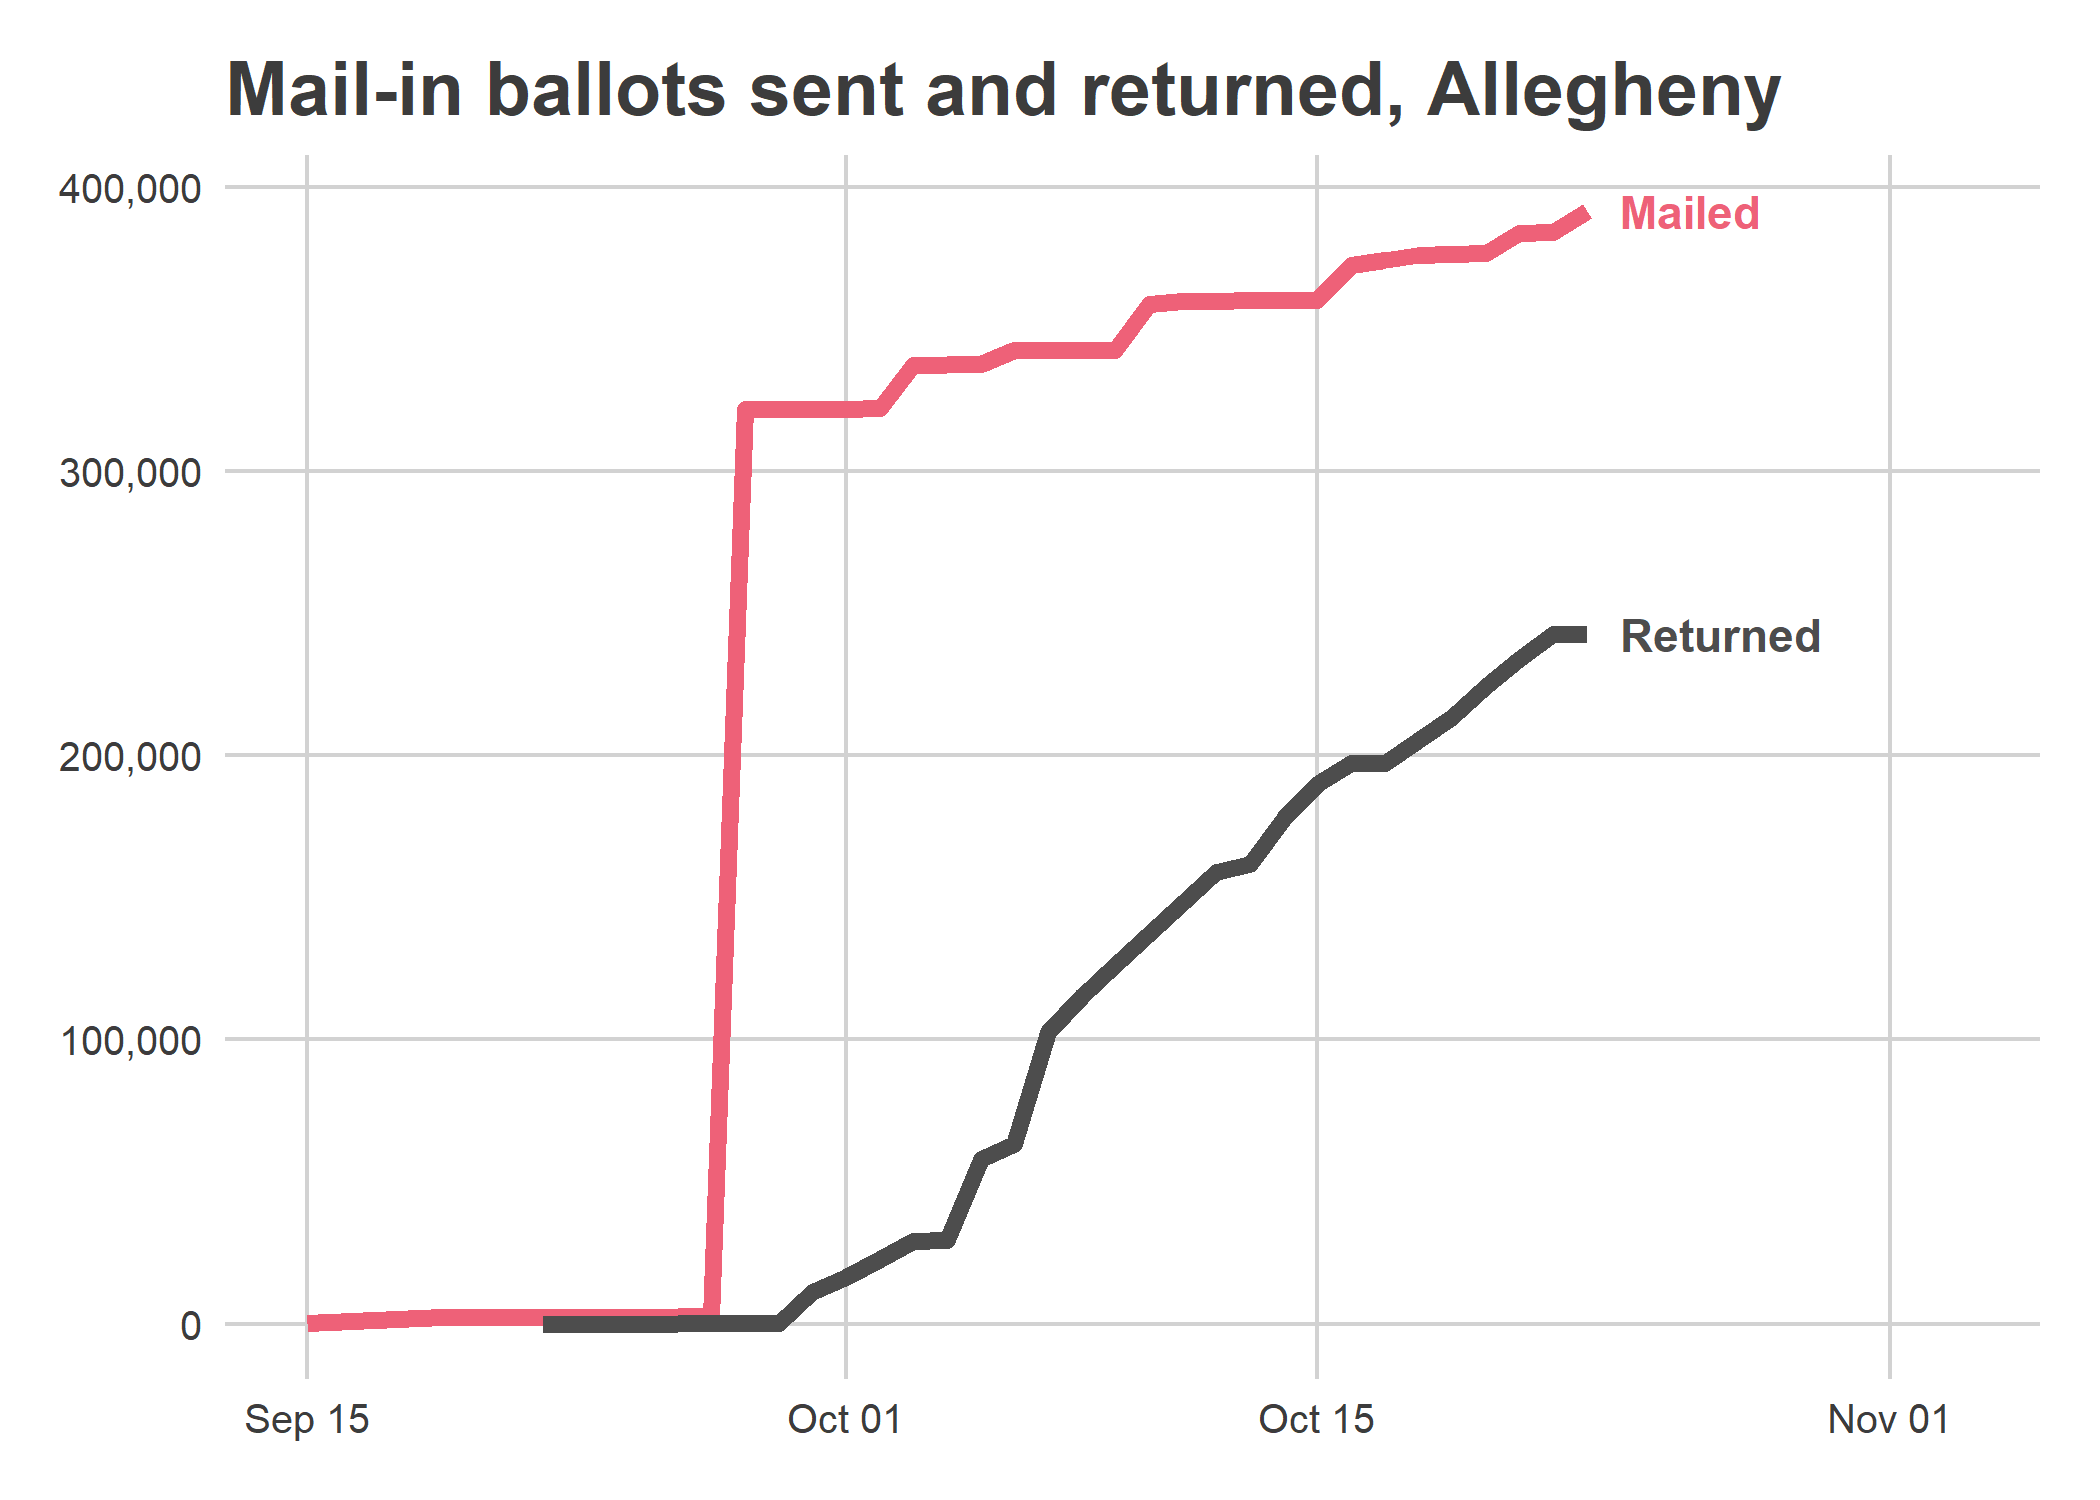 Mail-in ballots sent and returned, Allegheny
400,000
Mailed
300,000
Returned
200,000
100,000
0
Sep 15 Oct 01 Oct 15 Nov 01